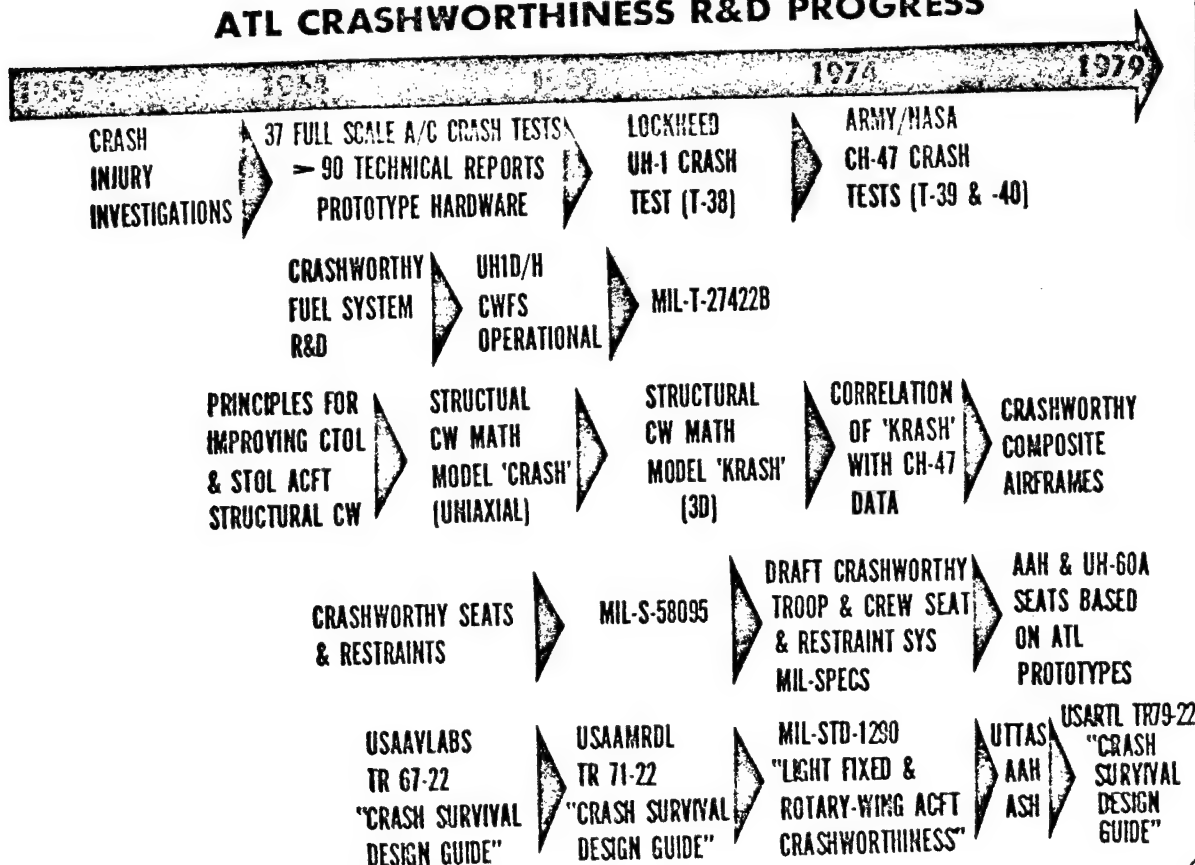 ATL CRASHWORTHINESS R&D PROGRESS
1974
1979
CRASH
INJURY
INVESTIGATIONS
37 FULL SCALE A/C CRASH TESTS
> 90 TECHNICAL REPORTS
PROTOTYPE HARDWARE
LOCKHEED
UH-1 CRASH
TEST (T-38)
ARMY/NASA
CH-47 CRASH
TESTS (T-39 & -40)
CRASHWORTHY
FUEL SYSTEM
R&D
UH1D/H
CWFS
OPERATIONAL
MIL-T-27422B
PRINCIPLES FOR
IMPROVING CTOL
& STOL ACFT
STRUCTURAL CW
STRUCTUAL
CW MATH
MODEL 'CRASH'
(UNIAXIAL)
STRUCTURAL
CW MATH
MODEL 'KRASH'
(3D)
CORRELATION
OF 'KRASH'
WITH CH-47
DATA
CRASHWORTHY
COMPOSITE
AIRFRAMES
CRASHWORTHY SEATS
& RESTRAINTS
MIL-S-58095
DRAFT CRASHWORTHY
TROOP & CREW SEAT
& RESTRAINT SYS
MIL-SPECS
AAH & UH-60A
SEATS BASED
ON ATL
PROTOTYPES
USAAVLABS
TR 67-22
"CRASH SURVIVAL
DESIGN GUIDE"
USAAMRDL
TR 71-22
"CRASH SURVIVAL
DESIGN GUIDE"
MIL-STD-1290
"LIGHT FIXED &
ROTARY-WING ACFT
CRASHWORTHINESS"
UTTAS
AAH
ASH
USARTL TR79-22
"CRASH
SURVIVAL
DESIGN
GUIDE"